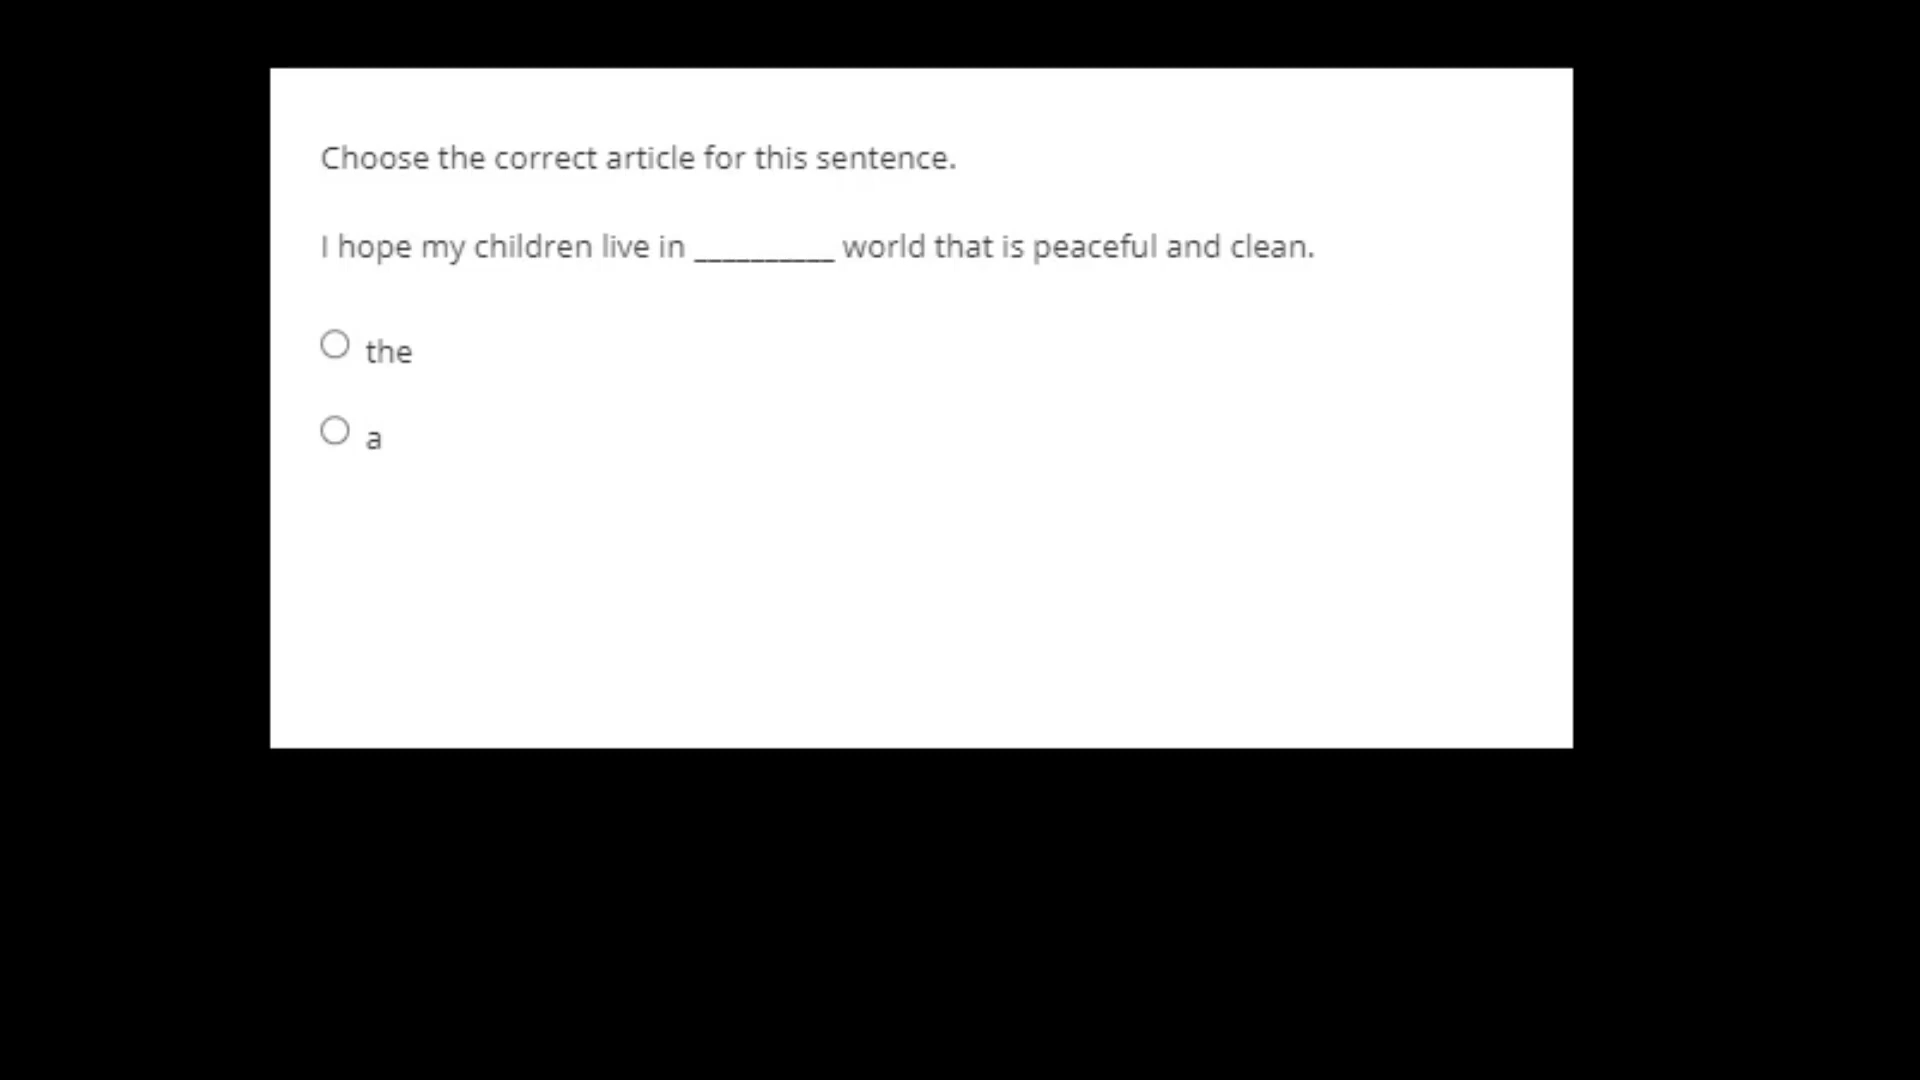 Choose the correct article for this sentence.
I hope my children live in __________ world that is peaceful and clean.
the
a